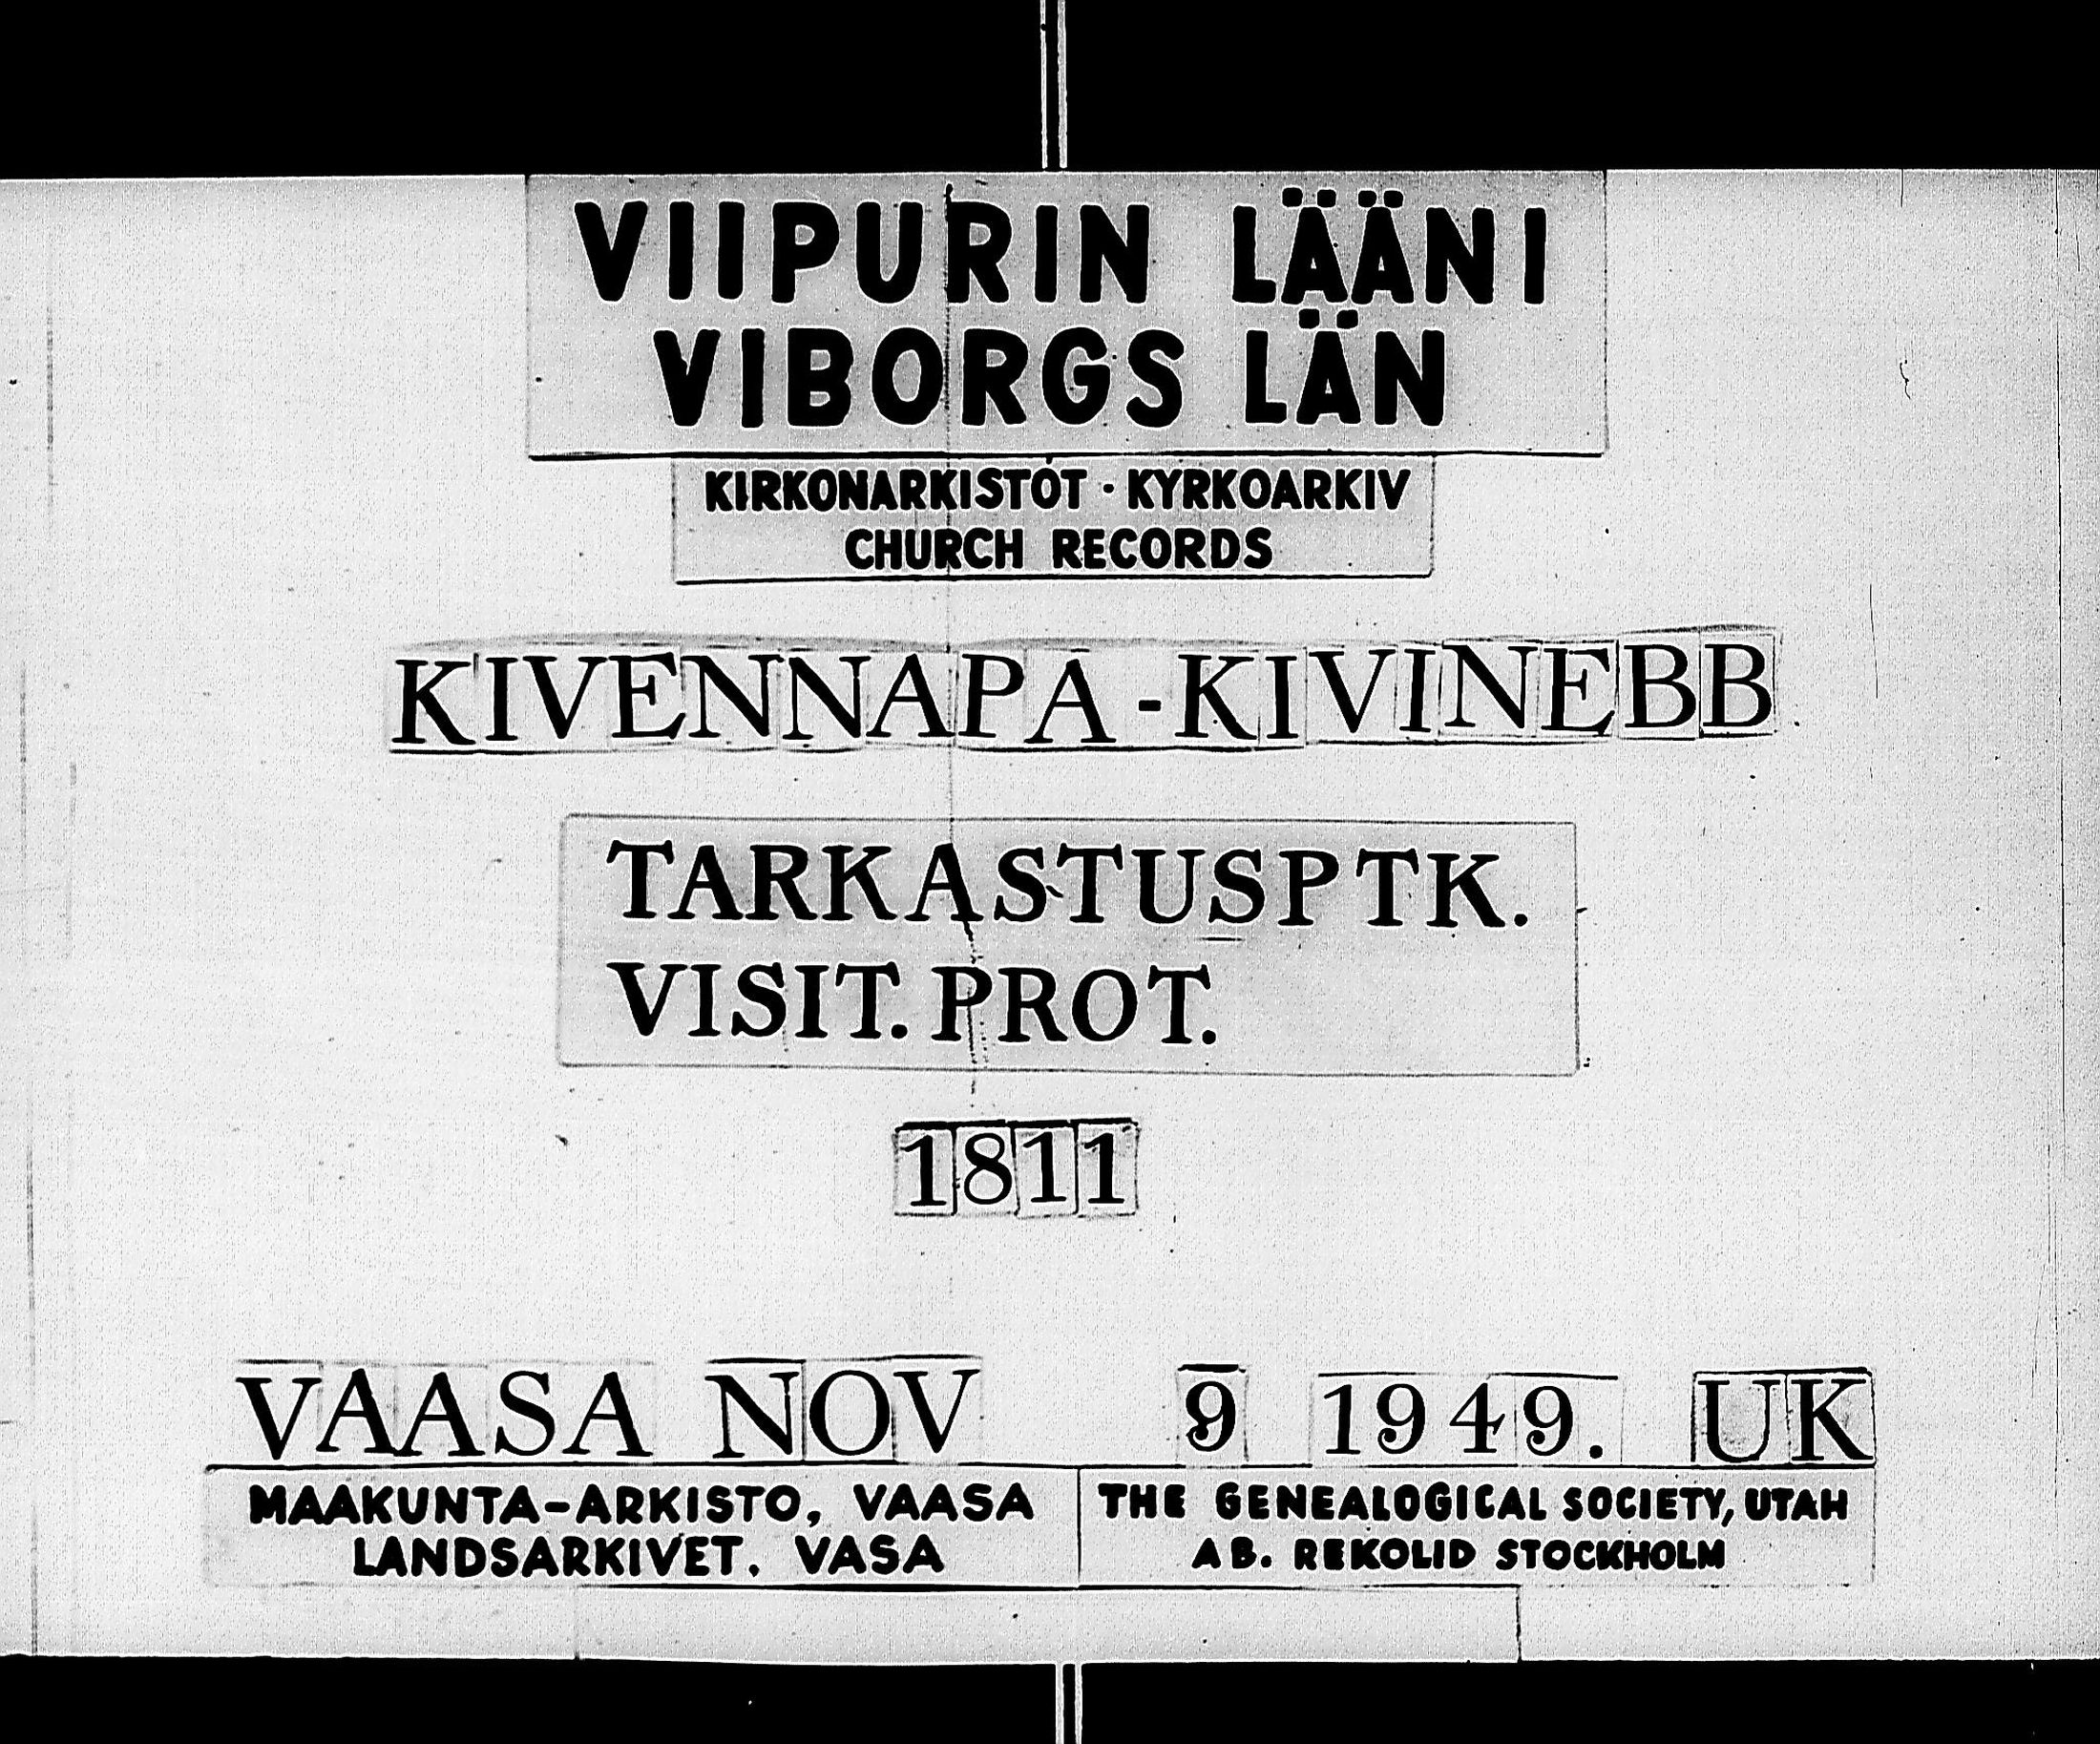 VIIPURIN LÄÄNI
VIBORGS LÄN
KIRKONARKISTOT · KYRKOARKIV
CHURCH RECORDS
KIVENNAPA - KIVINEBB
TARKASTUSPTK.
VISIT. PROT.
1811
VAASA NOV 9 1949. UK
MAAKUNTA-ARKISTO, VAASA
LANDSARKIVET, VASA
THE GENEALOGICAL SOCIETY, UTAH
AB. REKOLID STOCKHOLM